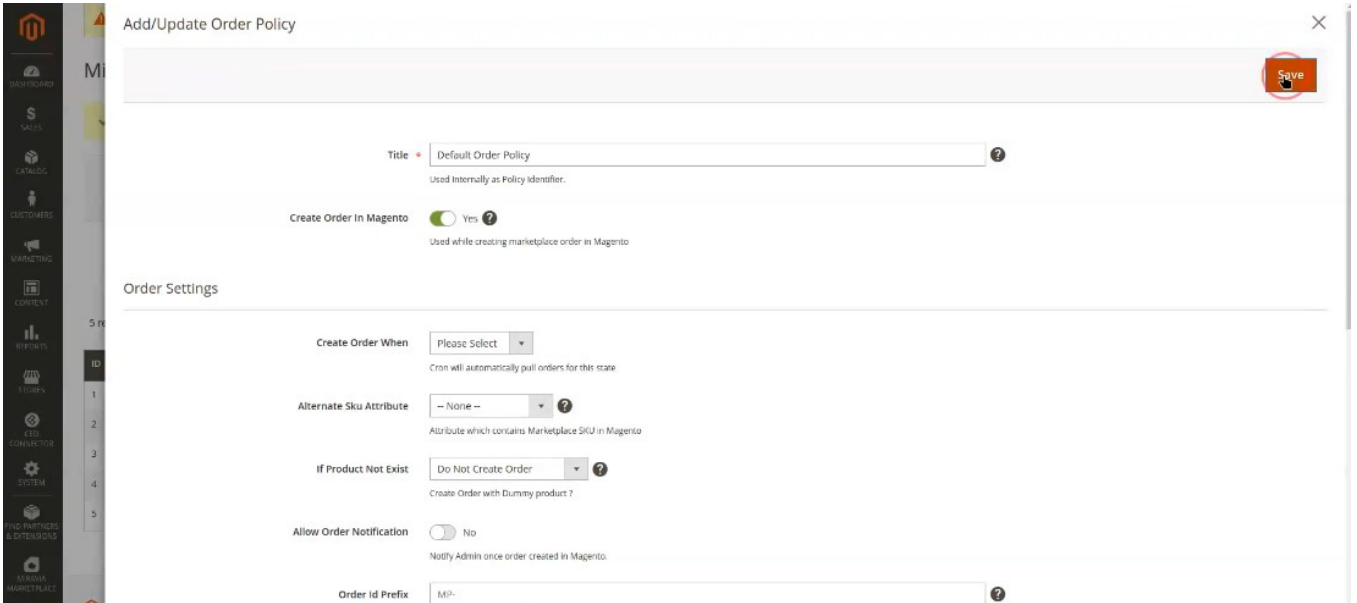 Add/Update Order Policy
Mi
Save
DASHBOARD
$
SALES
CATALOG
CUSTOMERS
MARKETING
CONTENT
REPORTS
STORES
CED
CONNECTOR
SYSTEM
FIND PARTNERS
& EXTENSIONS
MIRAVIA
MARKETPLACE
5 re
ID
1
2
3
4
5
Title * Default Order Policy ?
Used Internally as Policy Identifier.
Create Order In Magento Yes ?
Used while creating marketplace order in Magento
Order Settings
Create Order When Please Select
Cron will automatically pull orders for this state
Alternate Sku Attribute -- None -- ?
Attribute which contains Marketplace SKU in Magento
If Product Not Exist Do Not Create Order ?
Create Order with Dummy product ?
Allow Order Notification No
Notify Admin once order created in Magento.
Order Id Prefix MP- ?